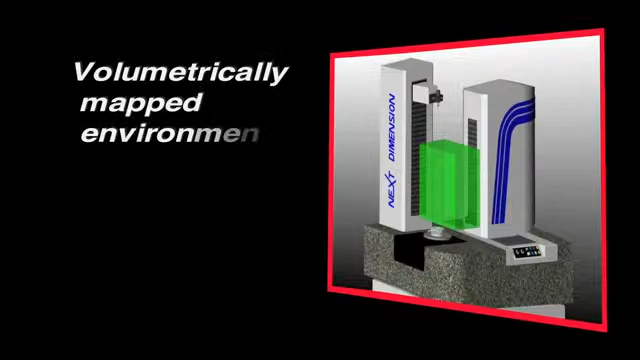 Volumetrically
mapped
environmen
NEXT DIMENSION